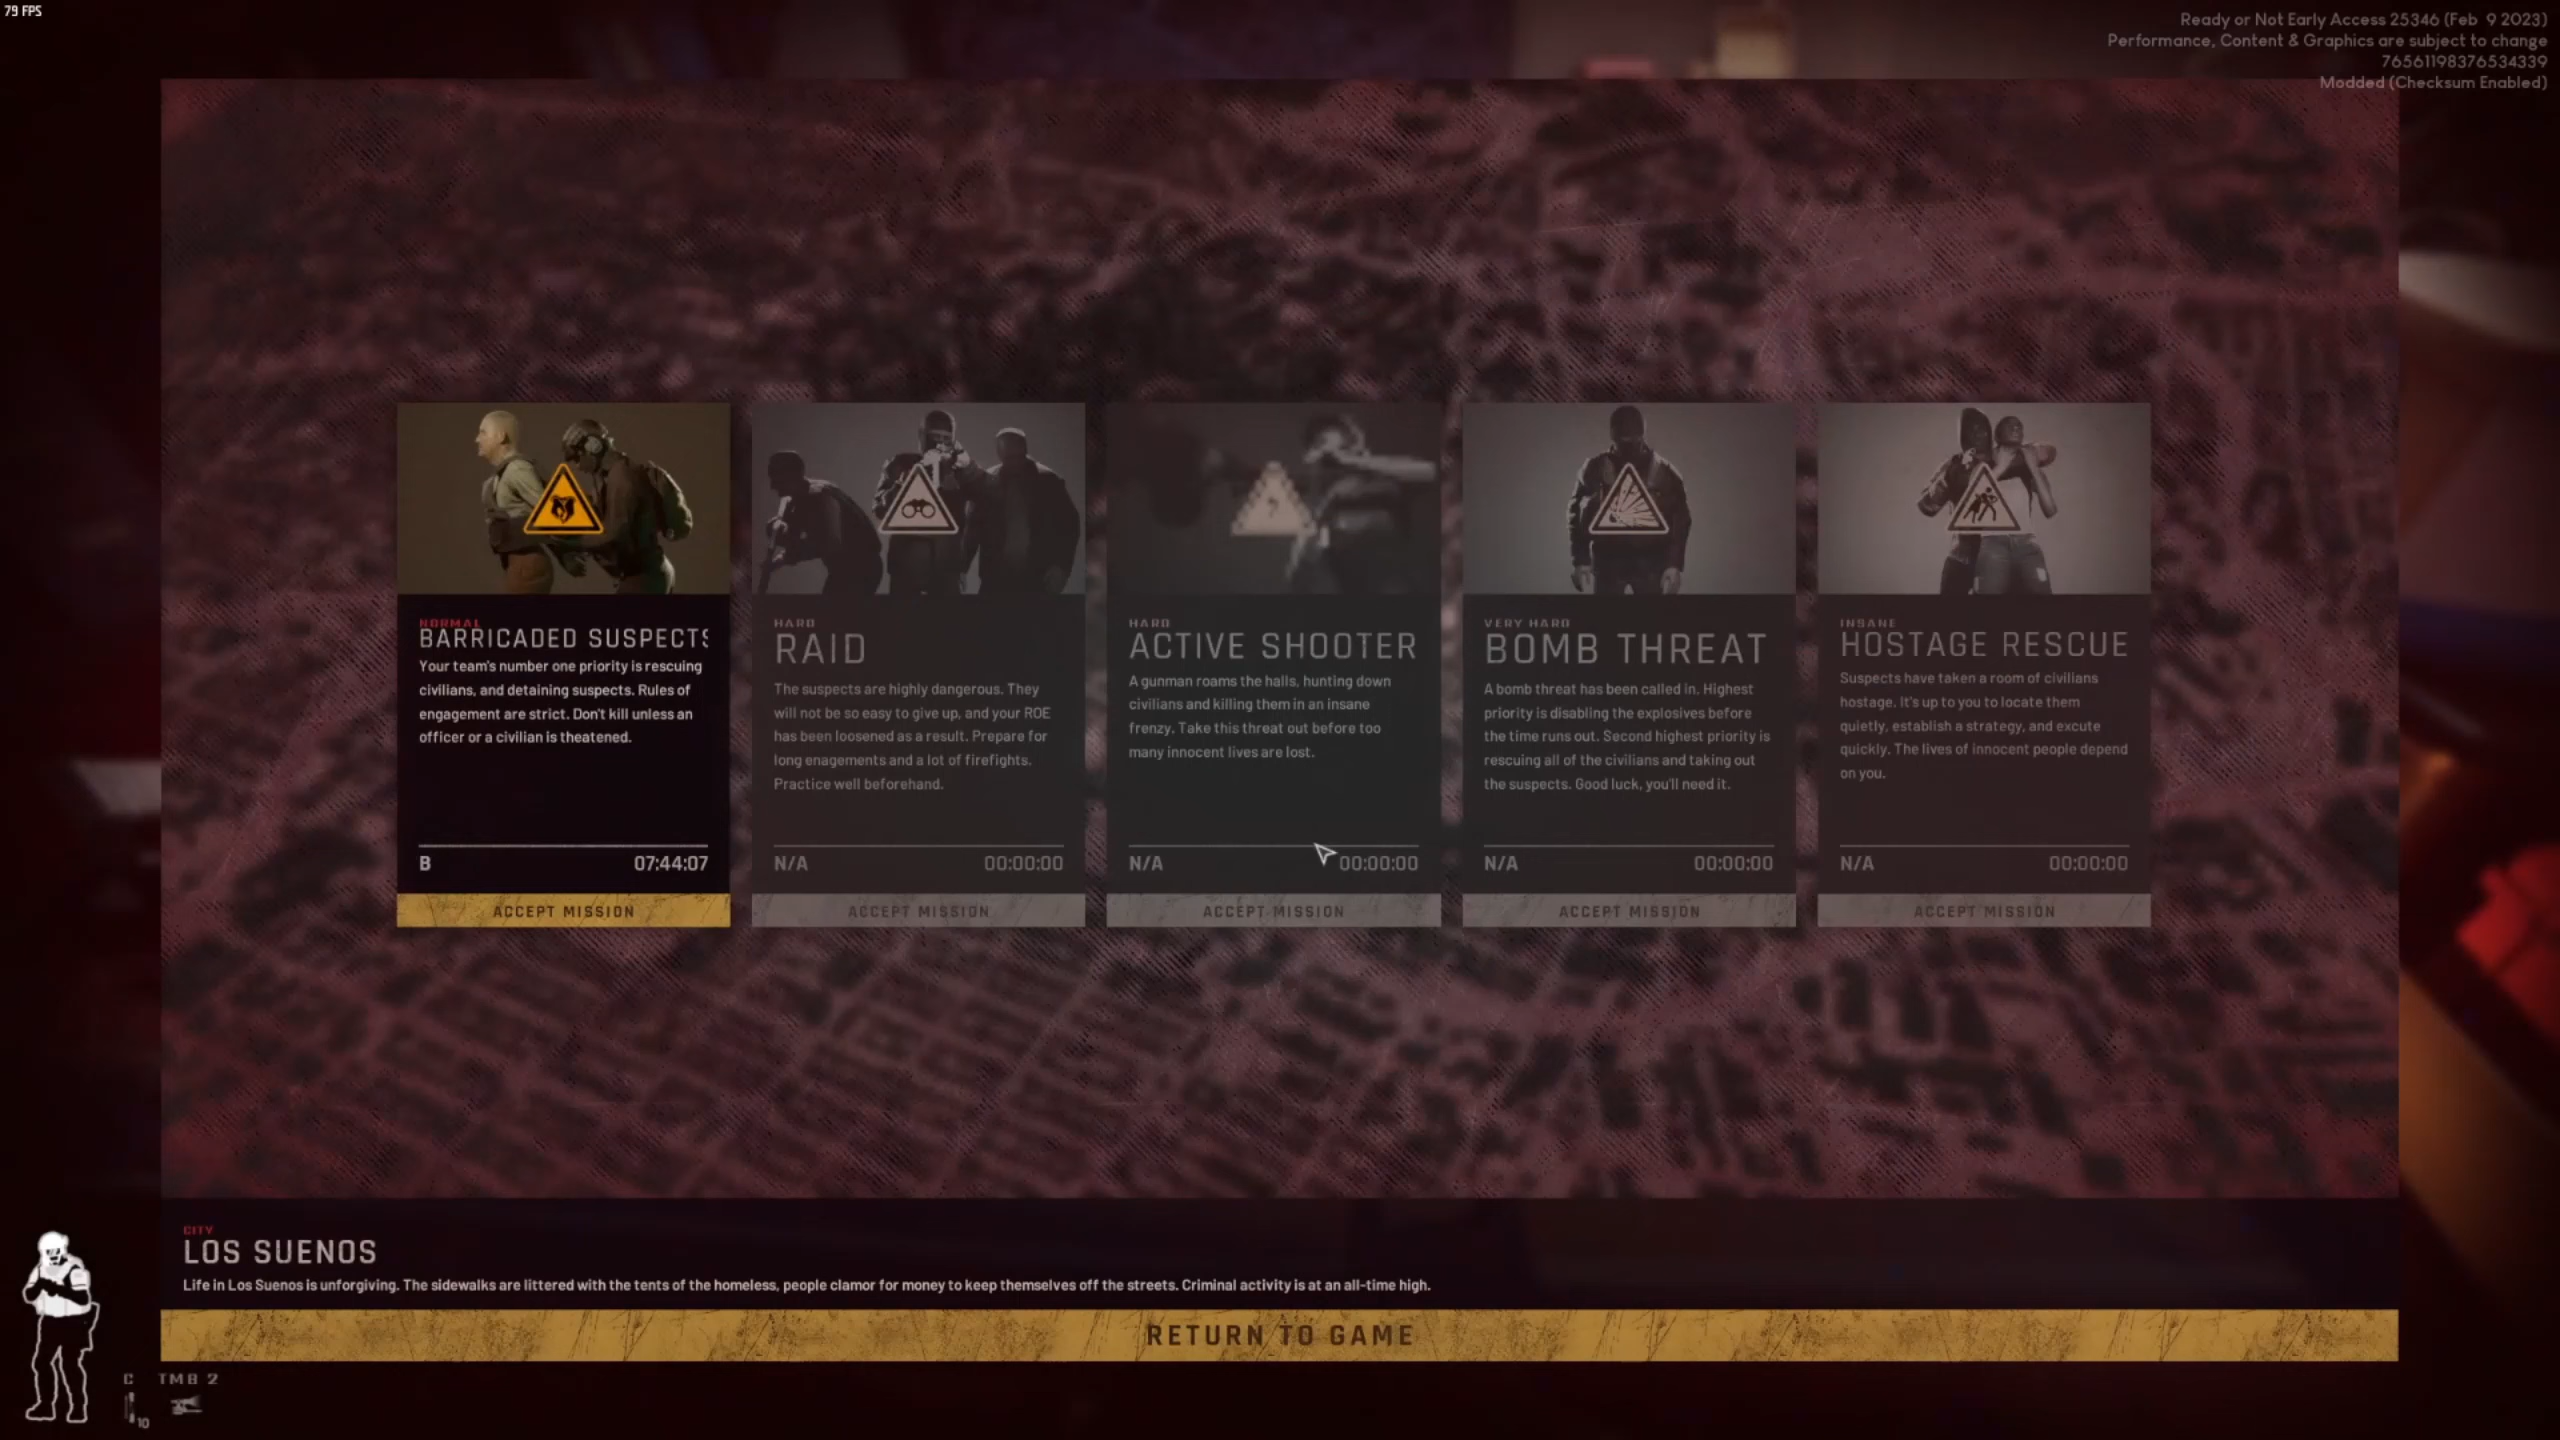 79 FPS
Ready or Not Early Access 25346 (Feb 9 2023)
Performance, Content & Graphics are subject to change
76561198376534339
Modded (Checksum Enabled)
NORMAL
BARRICADED SUSPECTS
Your team's number one priority is rescuing
civilians, and detaining suspects. Rules of
engagement are strict. Don't kill unless an
officer or a civilian is theatened.
B 07:44:07
ACCEPT MISSION
HARD
RAID
The suspects are highly dangerous. They
will not be so easy to give up, and your ROE
has been loosened as a result. Prepare for
long enagements and a lot of firefights.
Practice well beforehand.
N/A 00:00:00
ACCEPT MISSION
HARD
ACTIVE SHOOTER
A gunman roams the halls, hunting down
civilians and killing them in an insane
frenzy. Take this threat out before too
many innocent lives are lost.
N/A 00:00:00
ACCEPT MISSION
VERY HARD
BOMB THREAT
A bomb threat has been called in. Highest
priority is disabling the explosives before
the time runs out. Second highest priority is
rescuing all of the civilians and taking out
the suspects. Good luck, you'll need it.
N/A 00:00:00
ACCEPT MISSION
INSANE
HOSTAGE RESCUE
Suspects have taken a room of civilians
hostage. It's up to you to locate them
quietly, establish a strategy, and excute
quickly. The lives of innocent people depend
on you.
N/A 00:00:00
ACCEPT MISSION
CITY
LOS SUENOS
Life in Los Suenos is unforgiving. The sidewalks are littered with the tents of the homeless, people clamor for money to keep themselves off the streets. Criminal activity is at an all-time high.
RETURN TO GAME
C TMB 2
10